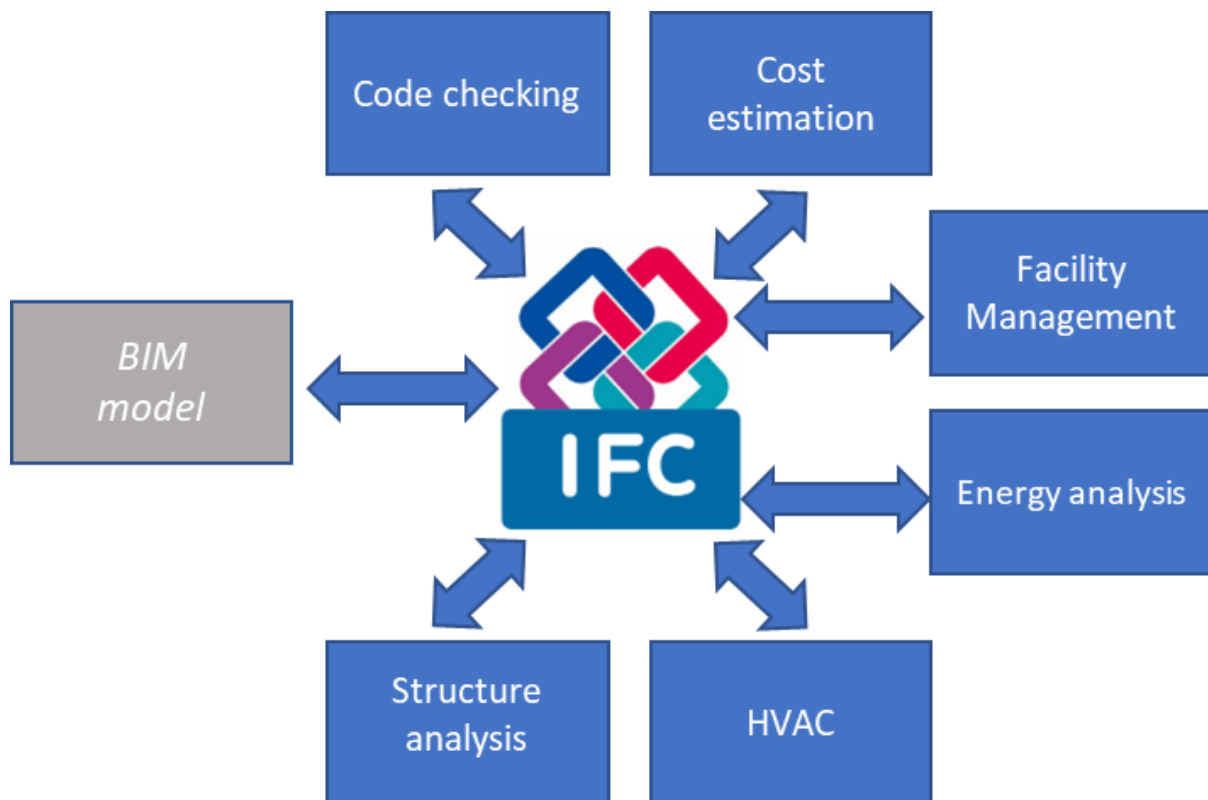 Code checking
Cost
estimation
Facility
Management
BIM
model
IFC
Energy analysis
Structure
analysis
HVAC